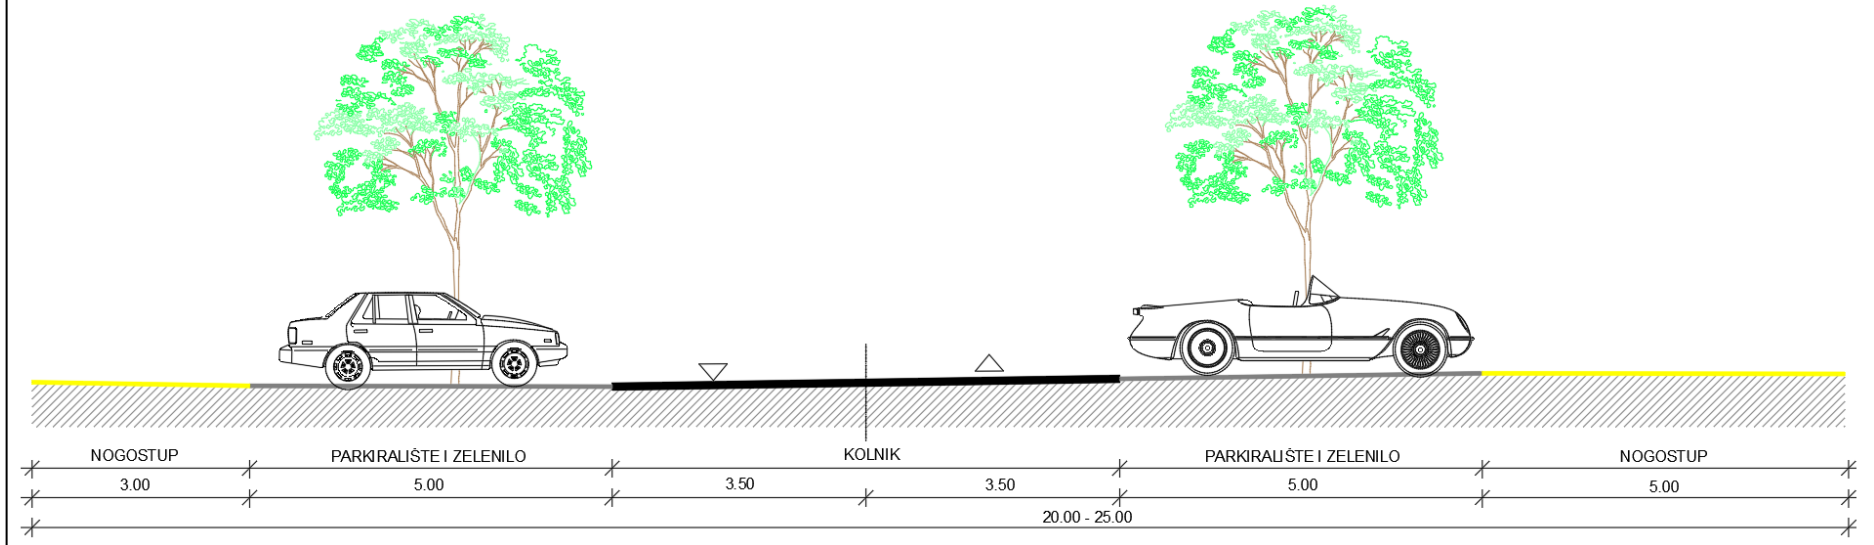 NOGOSTUP PARKIRALIŠTE I ZELENILO KOLNIK PARKIRALIŠTE I ZELENILO NOGOSTUP
3.00 5.00 3.50 3.50 5.00 5.00
20.00 - 25.00